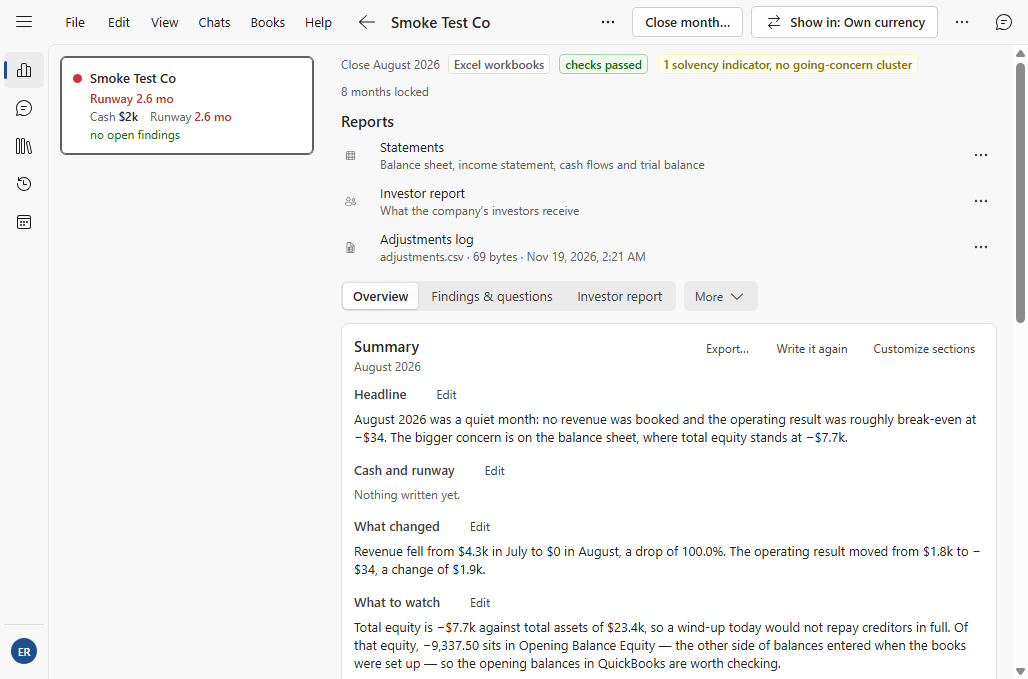 File Edit View Chats Books Help Smoke Test Co ··· Close month... Show in: Own currency ···
Smoke Test Co
Runway 2.6 mo
Cash $2k Runway 2.6 mo
no open findings
ER
Close August 2026 Excel workbooks checks passed 1 solvency indicator, no going-concern cluster
8 months locked
Reports
Statements
Balance sheet, income statement, cash flows and trial balance
Investor report
What the company's investors receive
Adjustments log
adjustments.csv · 69 bytes · Nov 19, 2026, 2:21 AM
Overview Findings & questions Investor report More
Summary Export... Write it again Customize sections
August 2026
Headline Edit
August 2026 was a quiet month: no revenue was booked and the operating result was roughly break-even at
−$34. The bigger concern is on the balance sheet, where total equity stands at −$7.7k.
Cash and runway Edit
Nothing written yet.
What changed Edit
Revenue fell from $4.3k in July to $0 in August, a drop of 100.0%. The operating result moved from $1.8k to −
$34, a change of $1.9k.
What to watch Edit
Total equity is −$7.7k against total assets of $23.4k, so a wind-up today would not repay creditors in full. Of
that equity, −9,337.50 sits in Opening Balance Equity — the other side of balances entered when the books
were set up — so the opening balances in QuickBooks are worth checking.